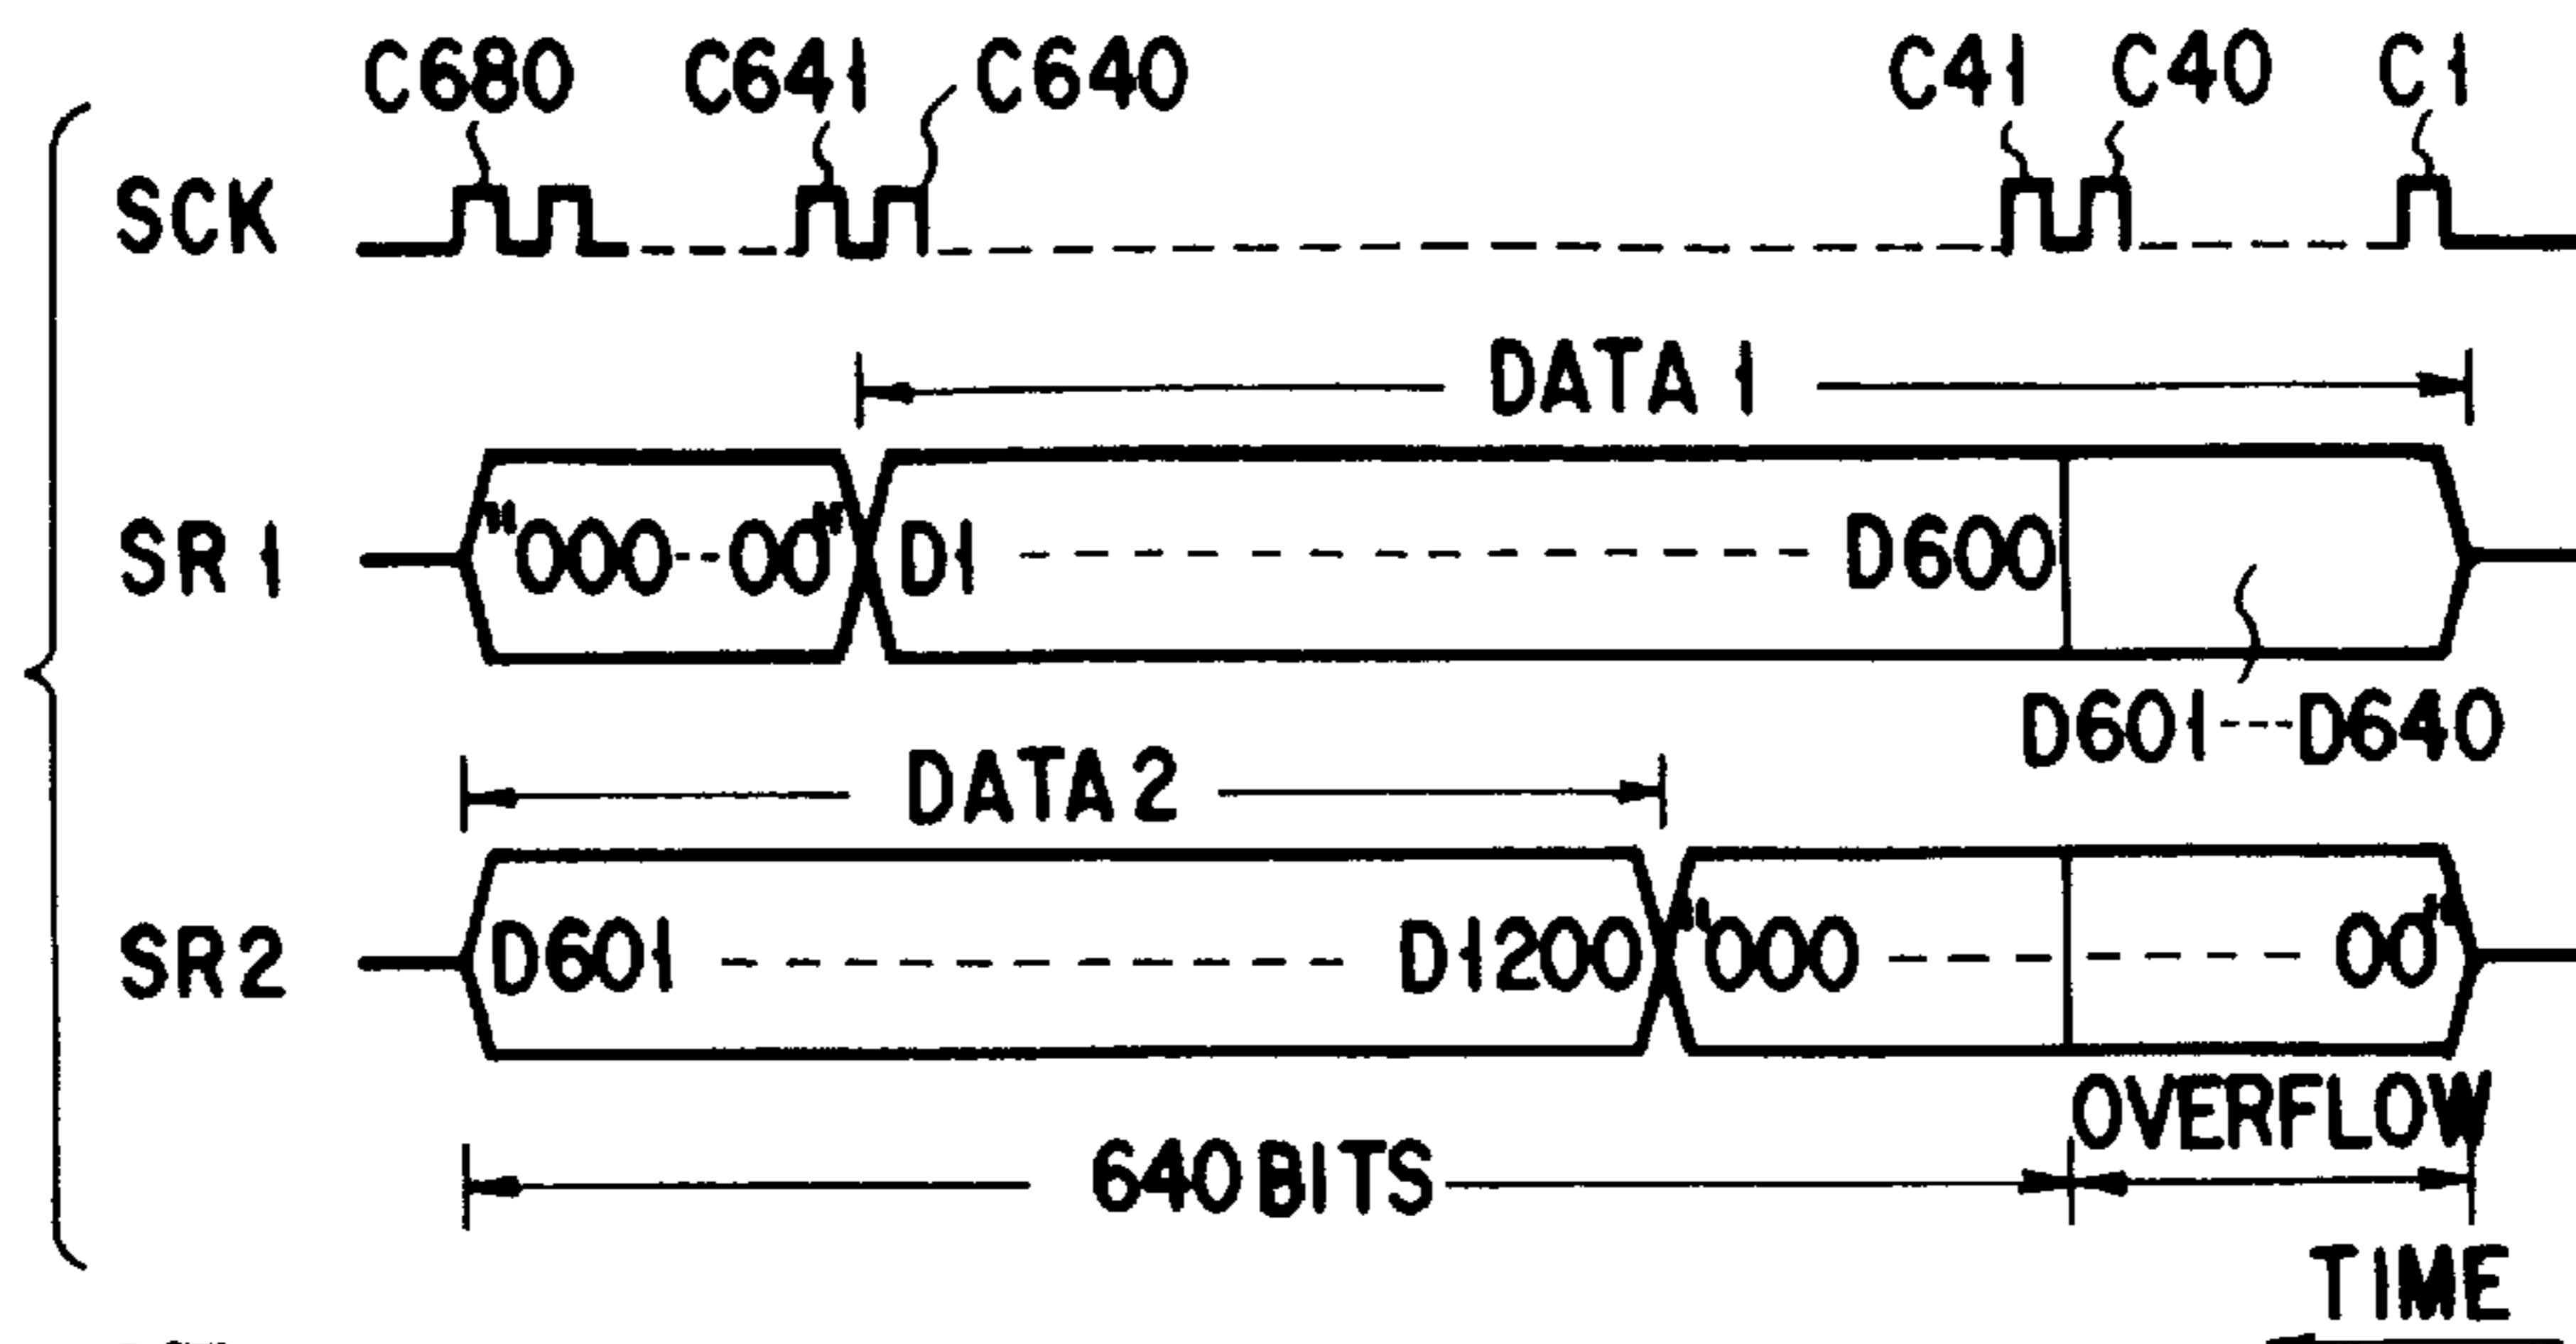 C680 C641 C640 C41 C40 C1
SCK
DATA 1
SR1 "000--00" D1 ---------- D600
D601---D640
DATA 2
SR2 D601 ---------- D1200 "000 ------- 00"
OVERFLOW
640 BITS
TIME